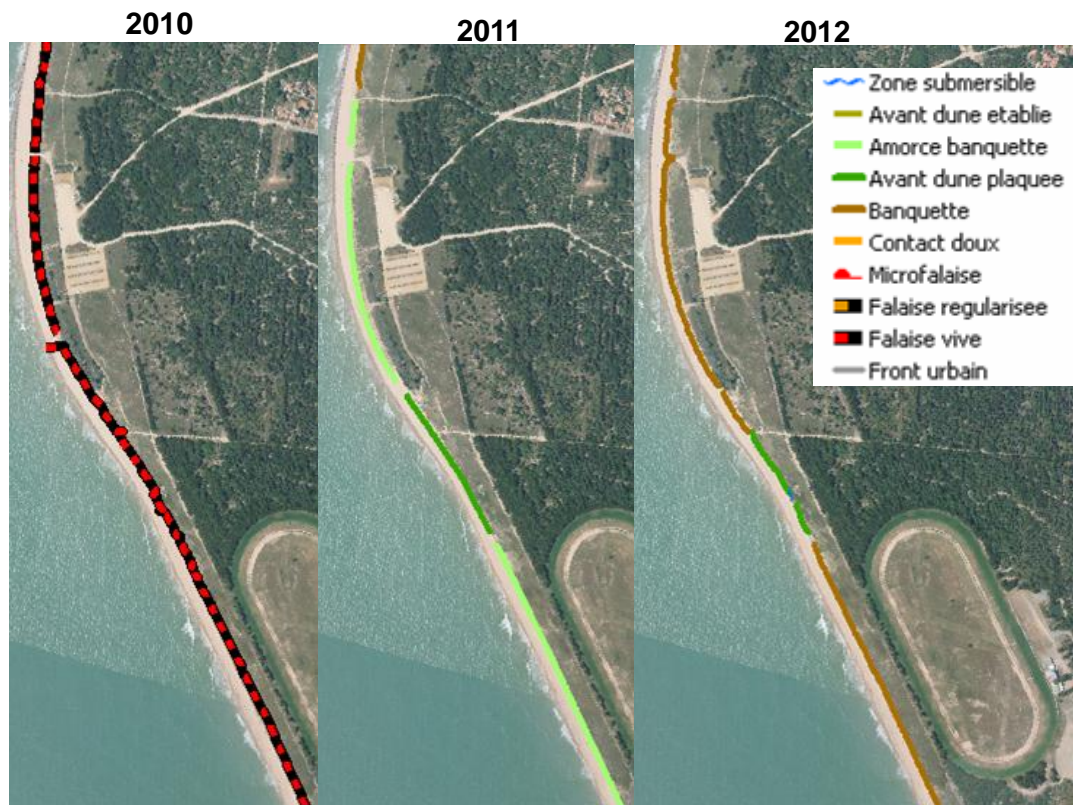 2010
2011
2012
Zone submersible
Avant dune etablie
Amorce banquette
Avant dune plaquee
Banquette
Contact doux
Microfalaise
Falaise regularisee
Falaise vive
Front urbain